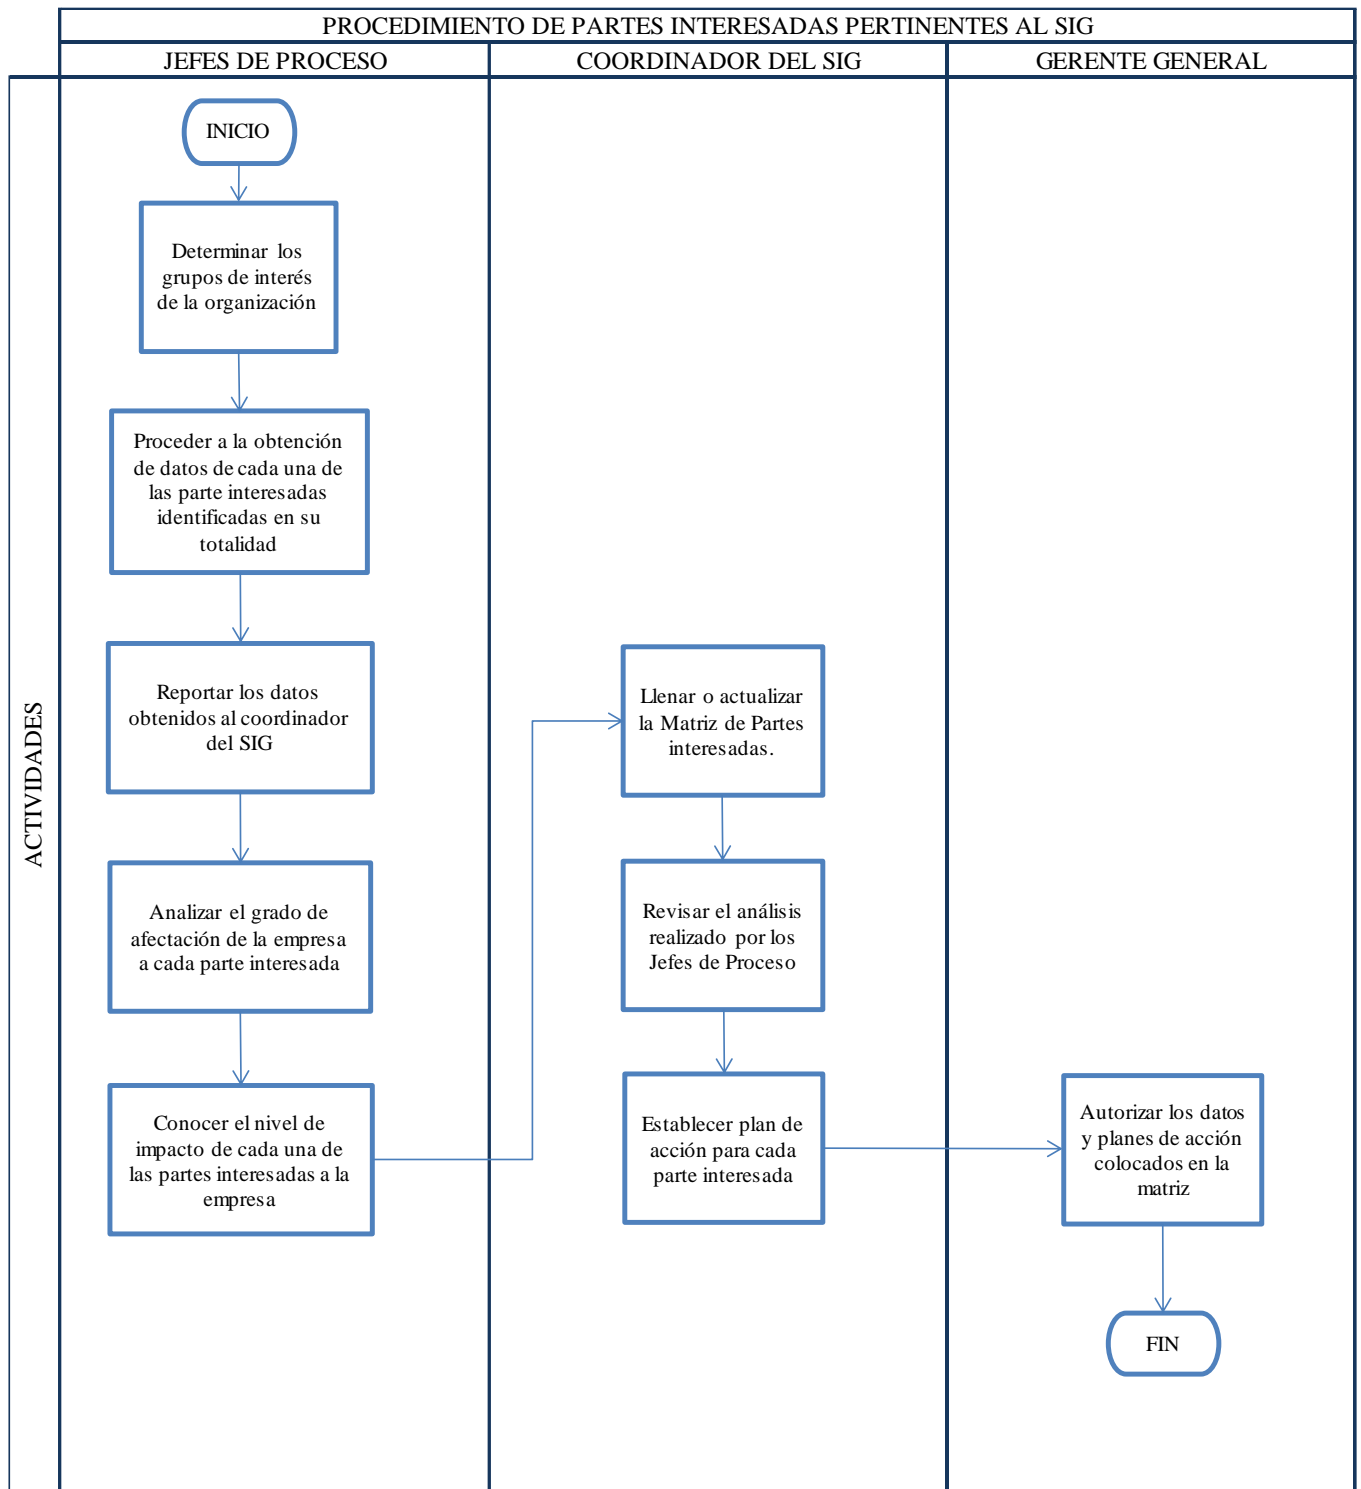 PROCEDIMIENTO DE PARTES INTERESADAS PERTINENTES AL SIG
JEFES DE PROCESO
COORDINADOR DEL SIG
GERENTE GENERAL
ACTIVIDADES
INICIO
Determinar los
grupos de interés
de la organización
Proceder a la obtención
de datos de cada una de
las parte interesadas
identificadas en su
totalidad
Reportar los datos
obtenidos al coordinador
del SIG
Analizar el grado de
afectación de la empresa
a cada parte interesada
Conocer el nivel de
impacto de cada una de
las partes interesadas a la
empresa
Llenar o actualizar
la Matriz de Partes
interesadas.
Revisar el análisis
realizado por los
Jefes de Proceso
Establecer plan de
acción para cada
parte interesada
Autorizar los datos
y planes de acción
colocados en la
matriz
FIN